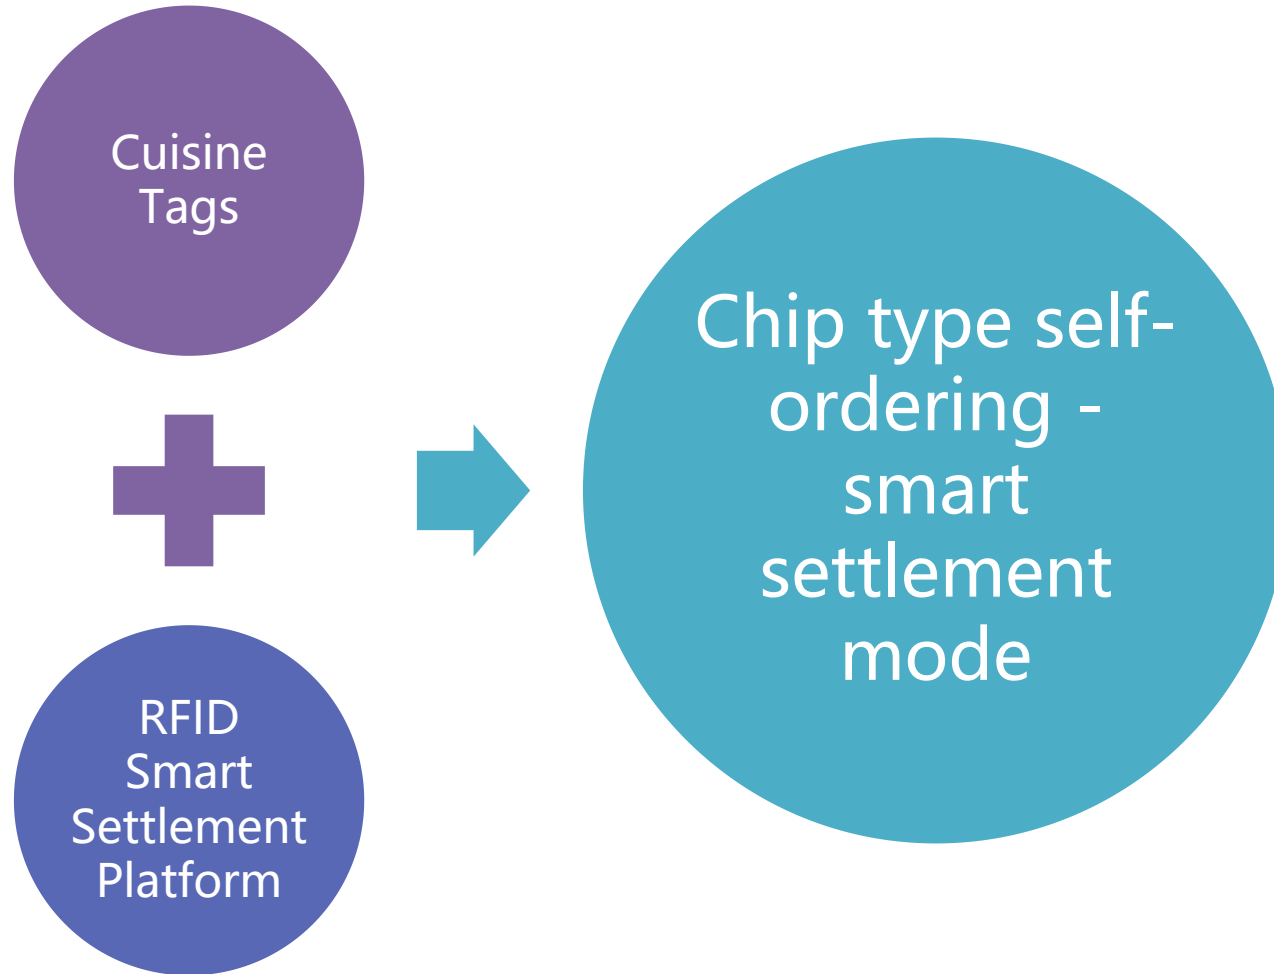 Cuisine
Tags
RFID
Smart
Settlement
Platform
Chip type self-
ordering -
smart
settlement
mode